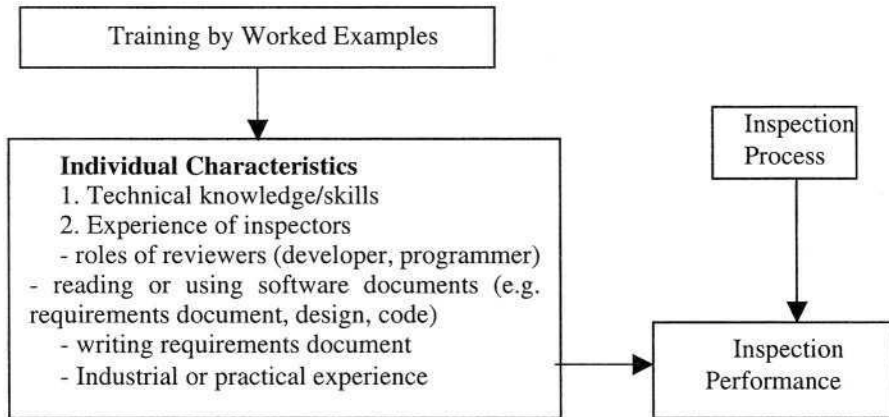 Training by Worked Examples
Individual Characteristics
1. Technical knowledge/skills
2. Experience of inspectors
- roles of reviewers (developer, programmer)
- reading or using software documents (e.g.
requirements document, design, code)
- writing requirements document
- Industrial or practical experience
Inspection
Process
Inspection
Performance